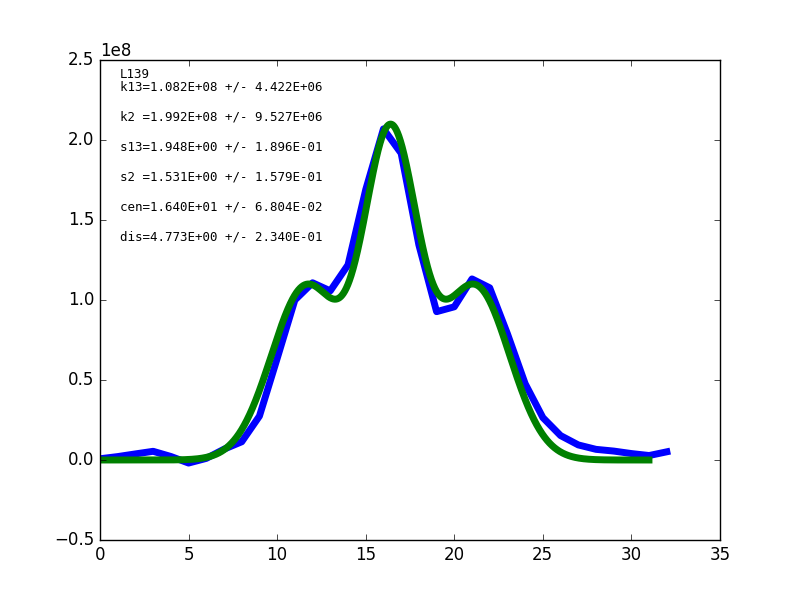 1e8
2.5
L139
k13=1.082E+08 +/- 4.422E+06
k2 =1.992E+08 +/- 9.527E+06
2.0
s13=1.948E+00 +/- 1.896E-01
s2 =1.531E+00 +/- 1.579E-01
1.5
cen=1.640E+01 +/- 6.804E-02
dis=4.773E+00 +/- 2.340E-01
1.0
0.5
0.0
−0.5
0 5 10 15 20 25 30 35